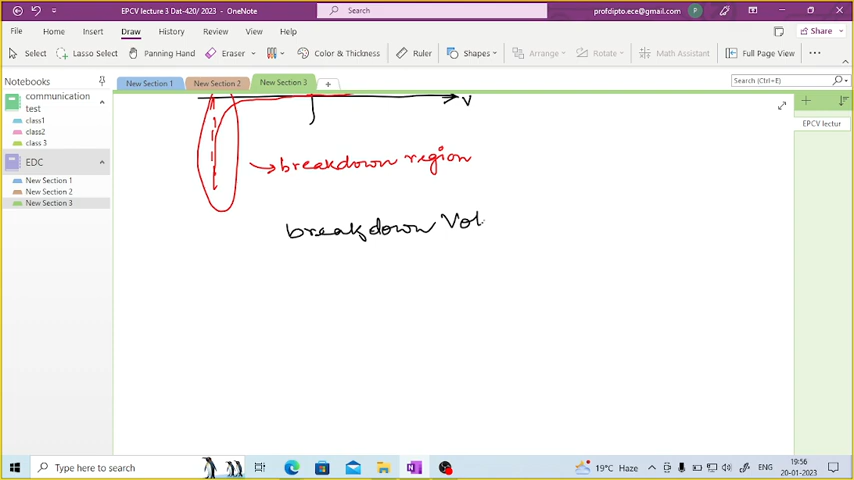 EPCV lecture 3 Dat-420/ 2023 - OneNote
Search
profdipto.ece@gmail.com
P
File
Home
Insert
Draw
History
Review
View
Help
Share
Select
Lasso Select
Panning Hand
Eraser
Color & Thickness
Ruler
Shapes
Arrange
Rotate
Math Assistant
Full Page View
Notebooks
New Section 1
New Section 2
New Section 3
+
Search (Ctrl+E)
communication
test
class1
class2
class 3
EDC
New Section 1
New Section 2
New Section 3
EPCV lectur
V
breakdown region
breakdown Vol
Type here to search
19°C Haze
ENG
19:56
20-01-2023